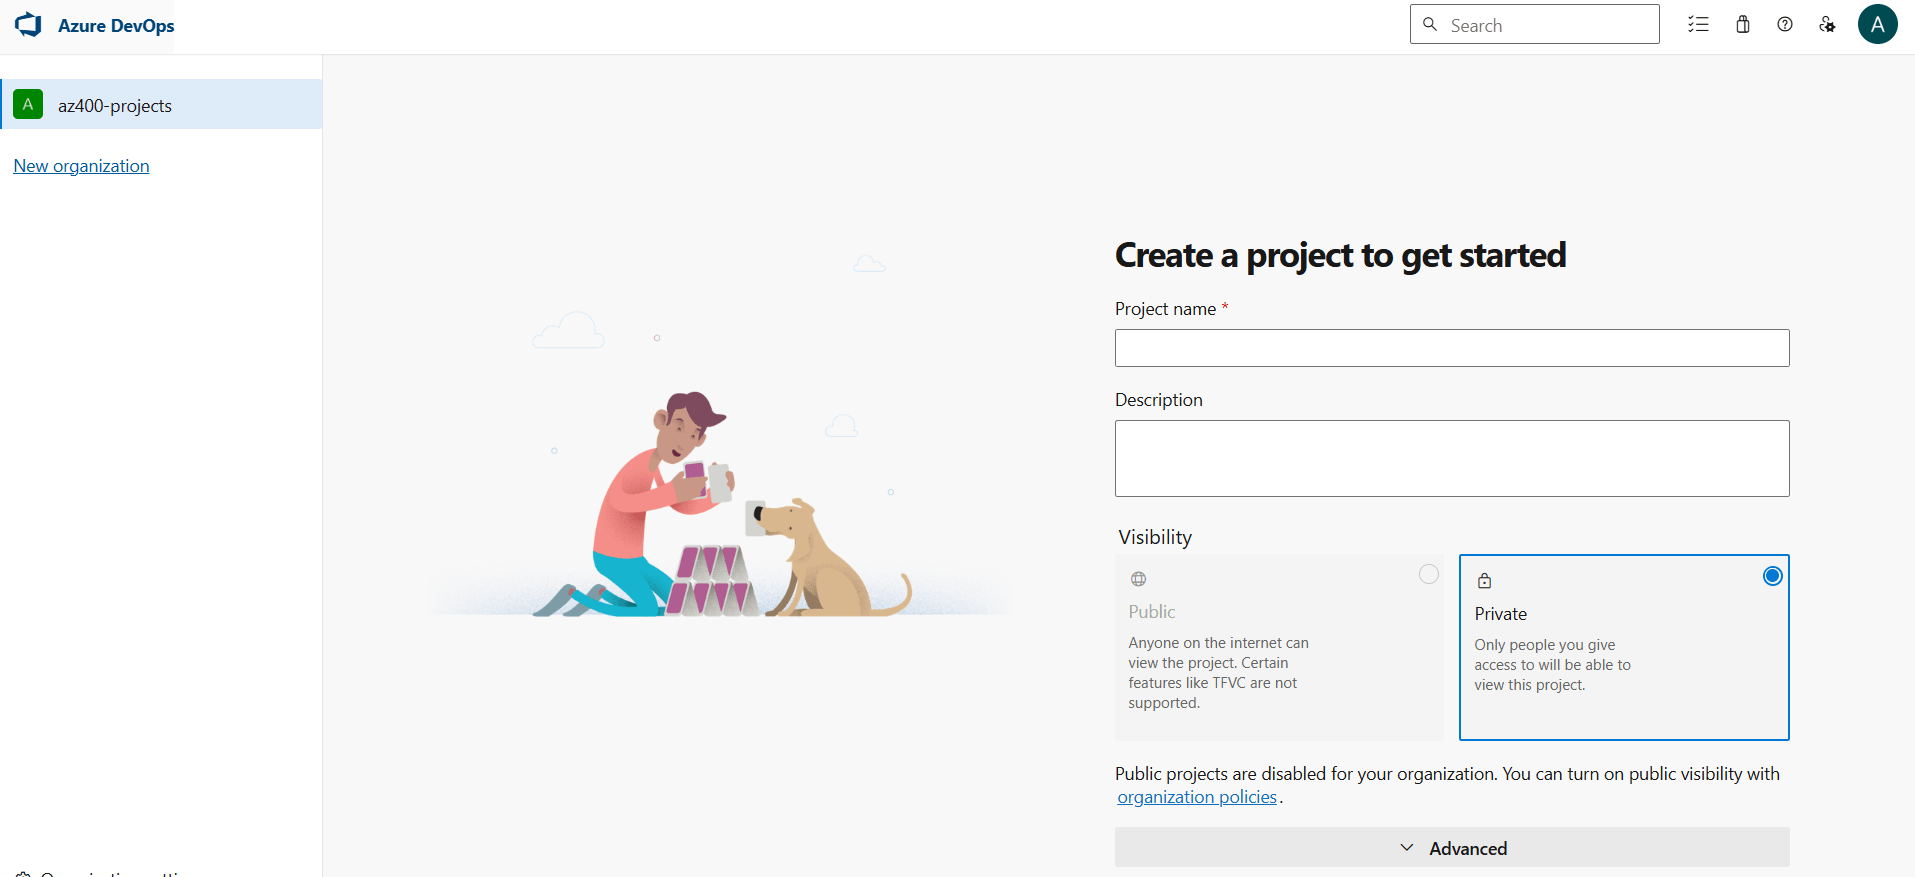 Azure DevOps
Search
A
A
az400-projects
New organization
Create a project to get started
Project name *
Description
Visibility
Public
Anyone on the internet can
view the project. Certain
features like TFVC are not
supported.
Private
Only people you give
access to will be able to
view this project.
Public projects are disabled for your organization. You can turn on public visibility with
organization policies.
Advanced